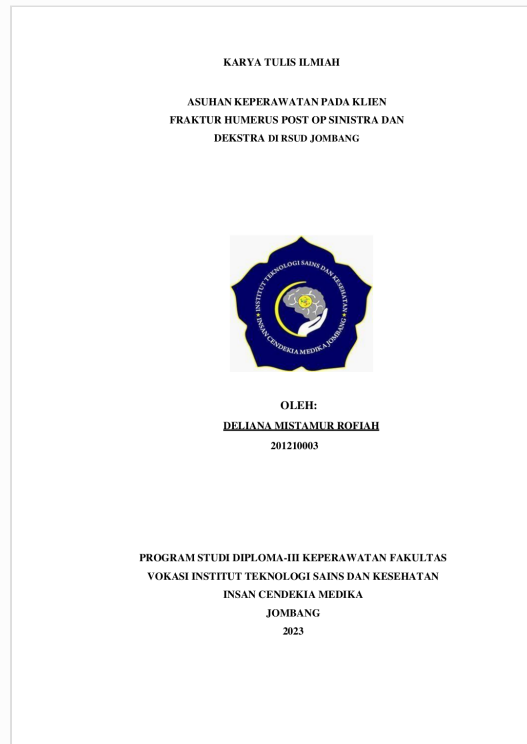 KARYA TULIS ILMIAH
ASUHAN KEPERAWATAN PADA KLIEN
FRAKTUR HUMERUS POST OP SINISTRA DAN
DEKSTRA DI RSUD JOMBANG
INSTITUT TEKNOLOGI SAINS DAN KESEHATAN
INSAN CENDEKIA MEDIKA JOMBANG
OLEH:
DELIANA MISTAMUR ROFIAH
201210003
PROGRAM STUDI DIPLOMA-III KEPERAWATAN FAKULTAS
VOKASI INSTITUT TEKNOLOGI SAINS DAN KESEHATAN
INSAN CENDEKIA MEDIKA
JOMBANG
2023